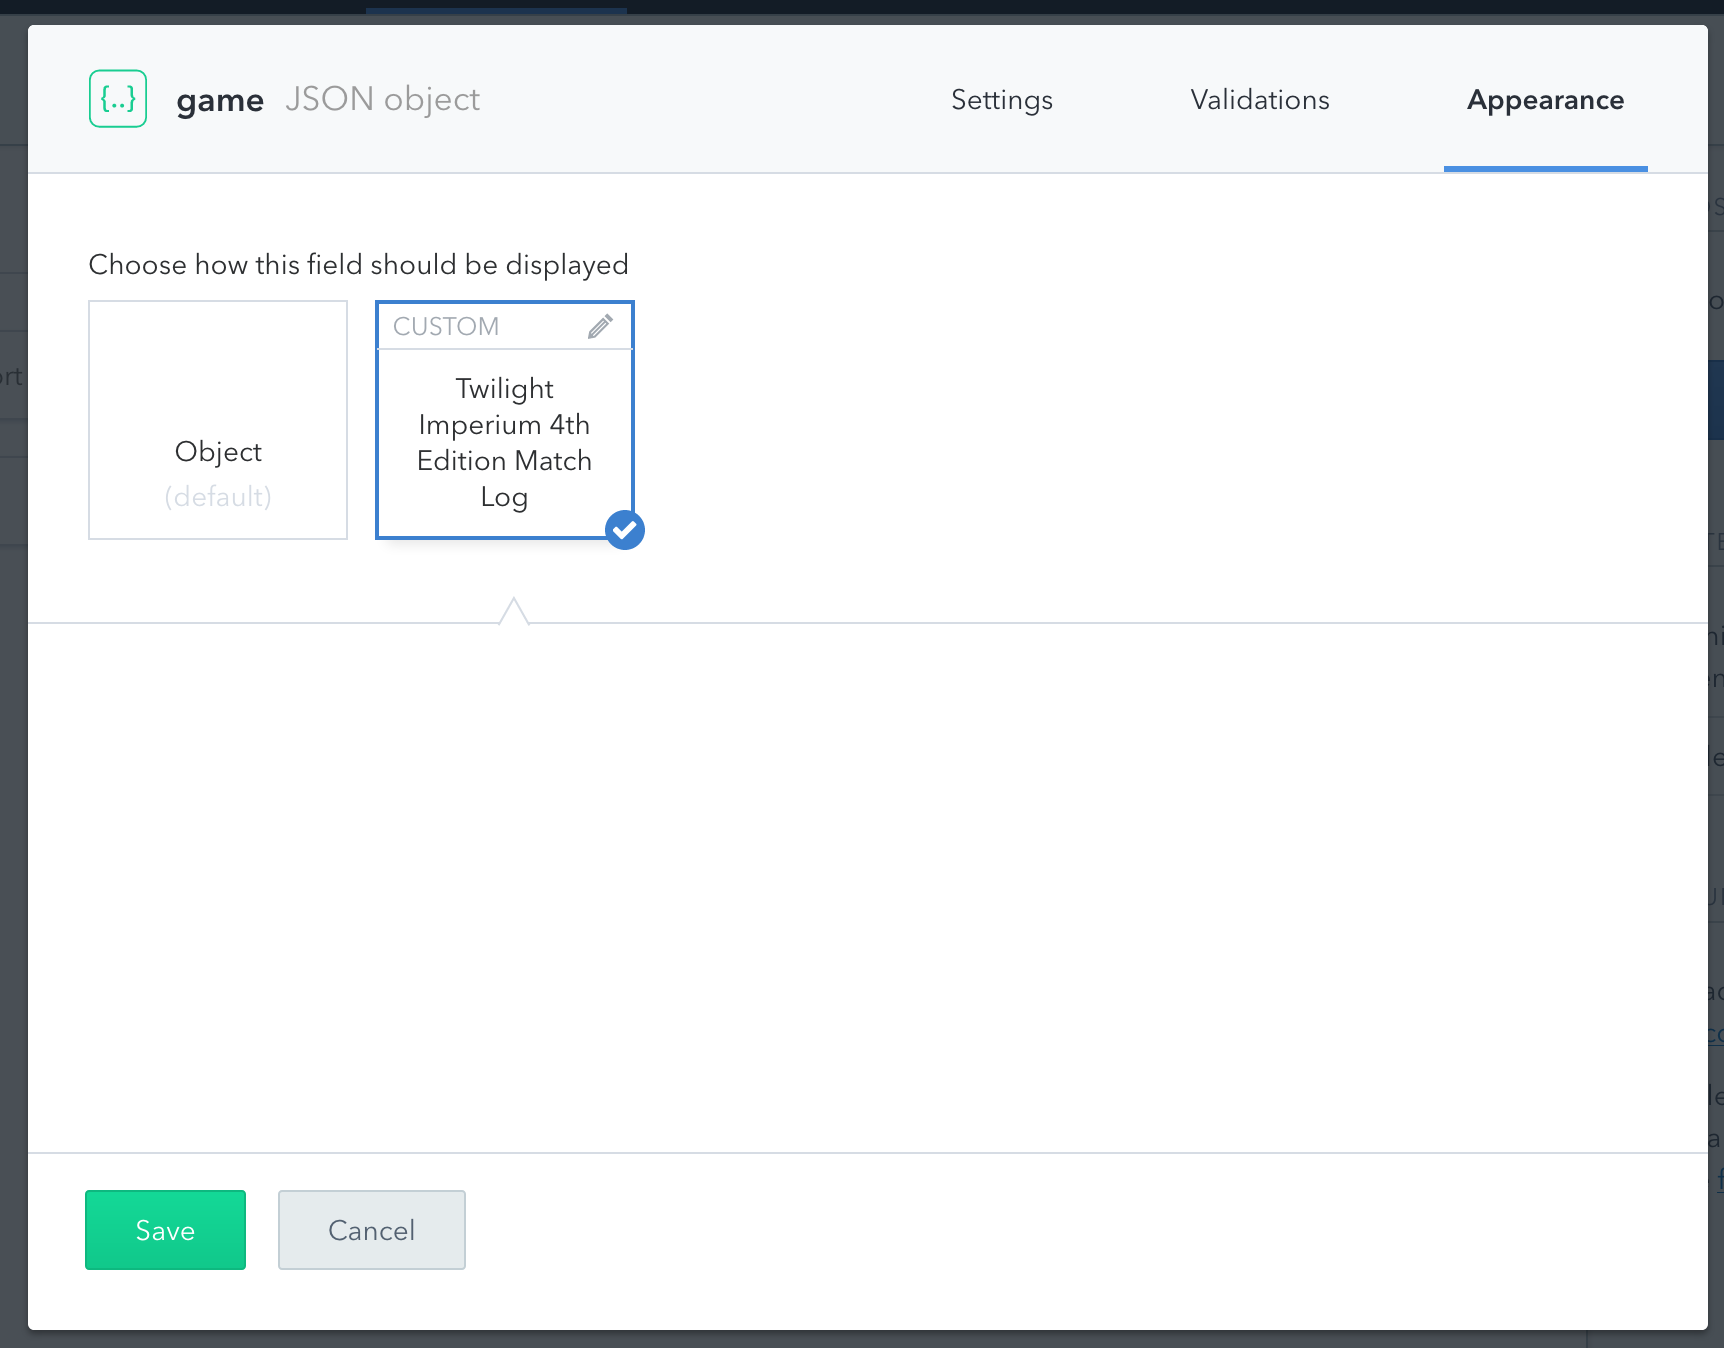 {..} game JSON object
Settings
Validations
Appearance
Choose how this field should be displayed
Object
(default)
CUSTOM
Twilight
Imperium 4th
Edition Match
Log
Save
Cancel